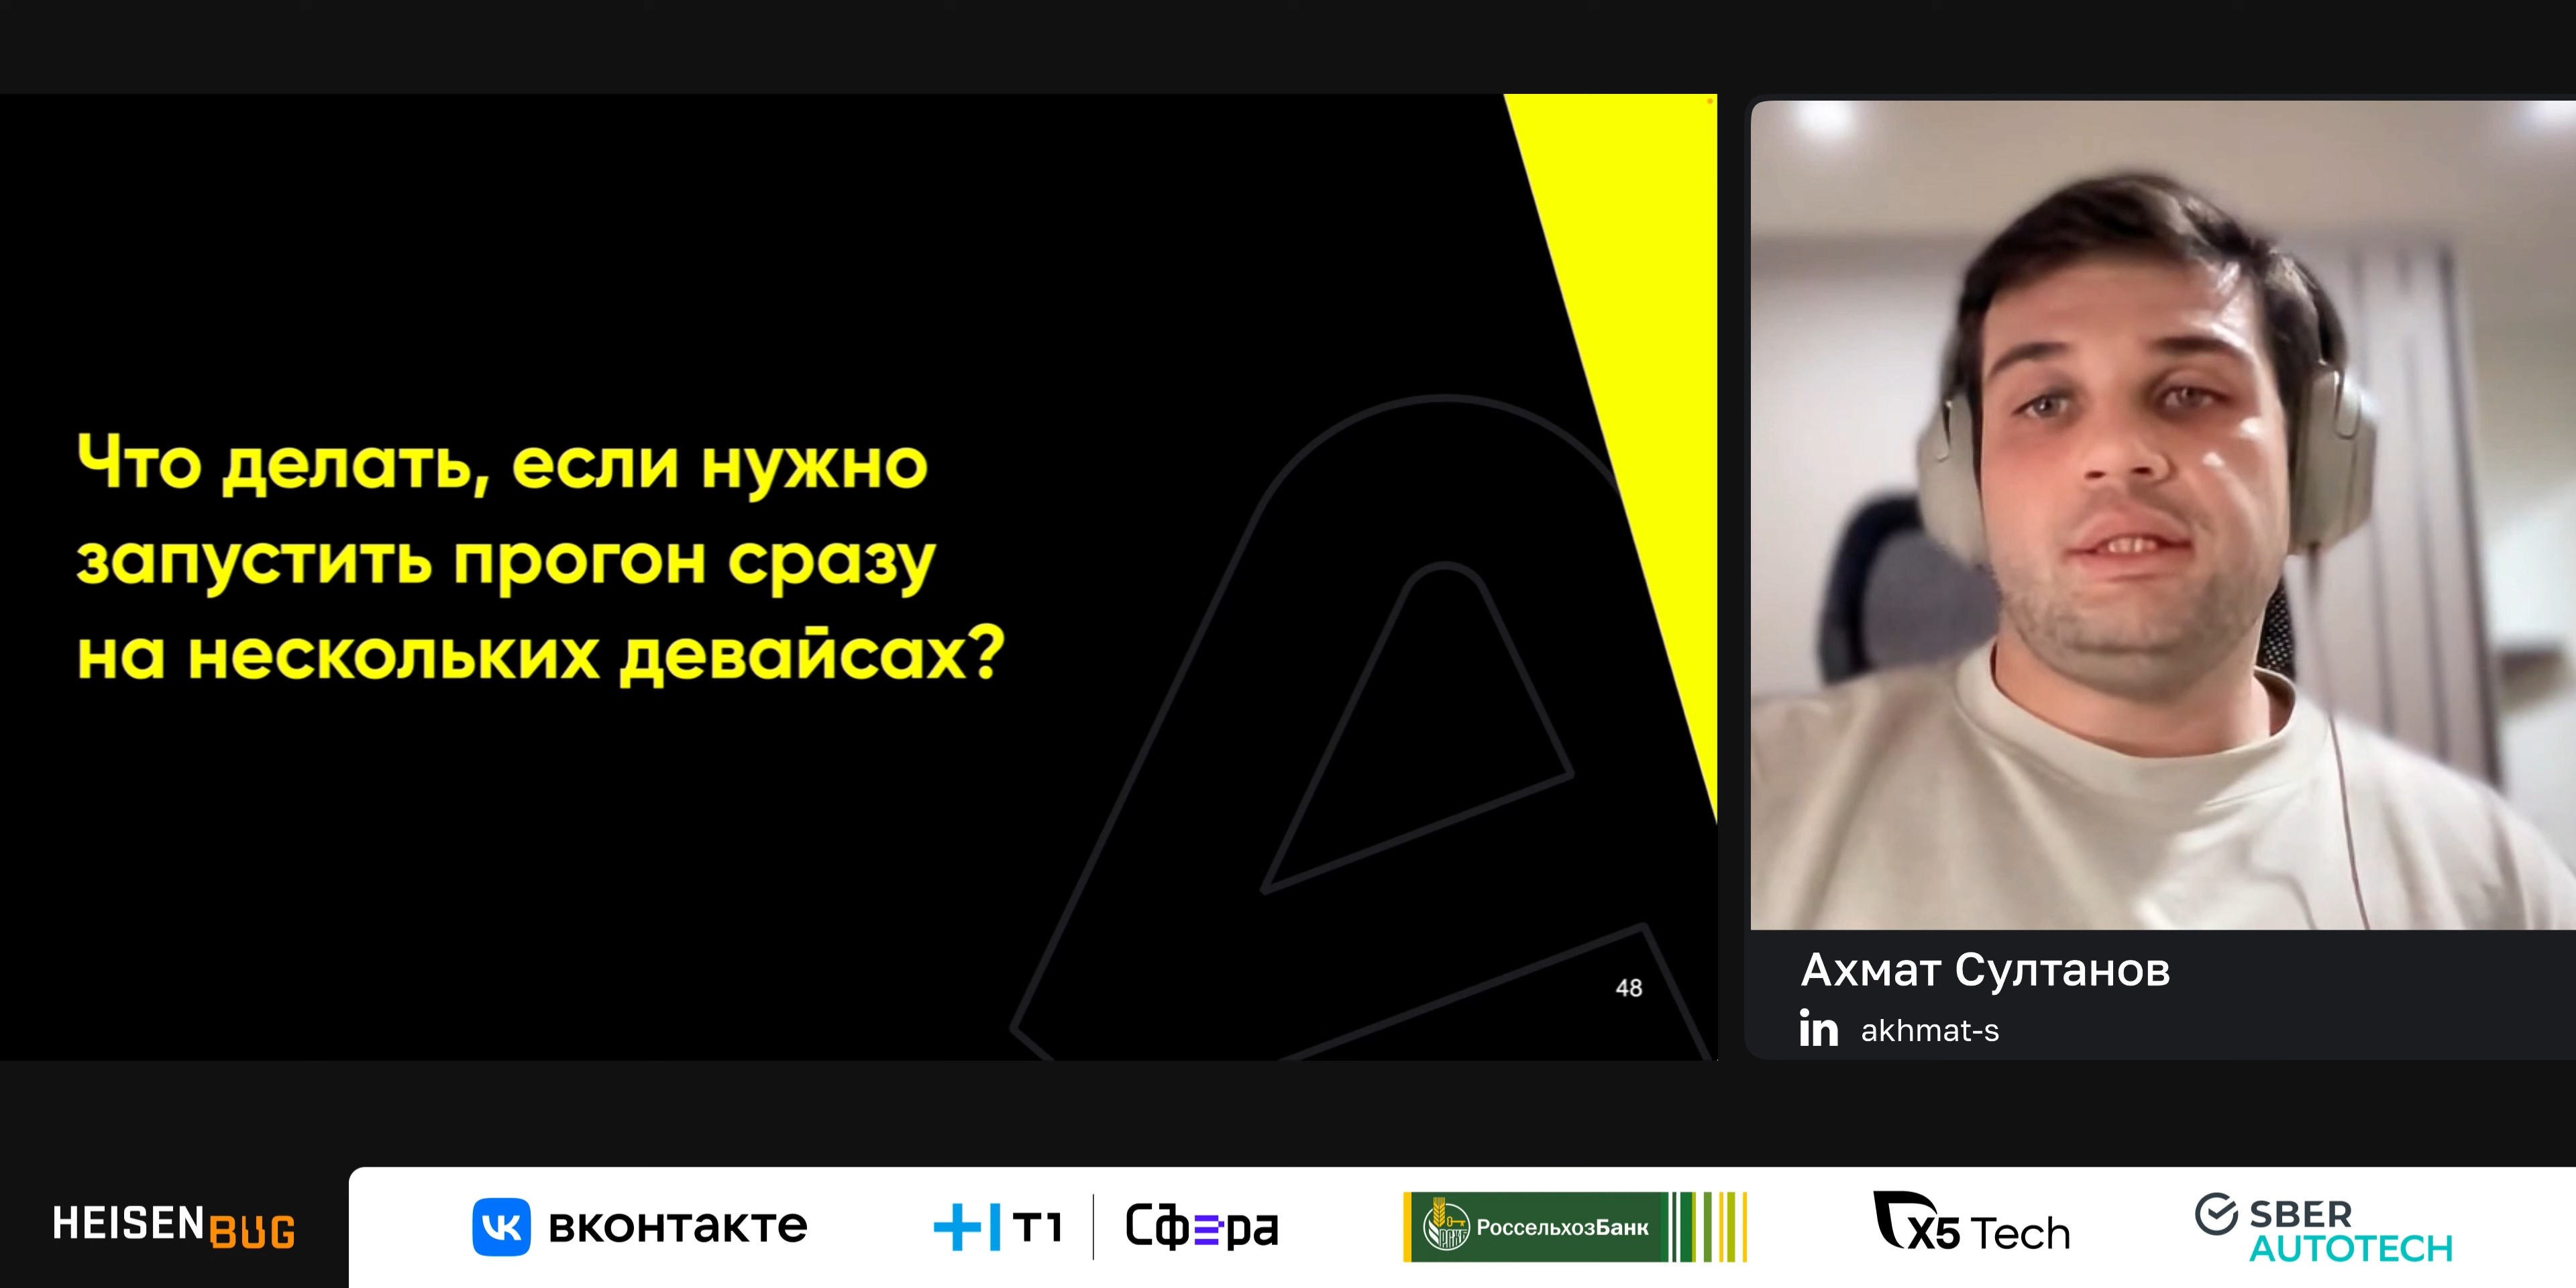 Что делать, если нужно
запустить прогон сразу
на нескольких девайсах?
48
Ахмат Султанов
in akhmat-s
HEISENBUG
вконтакте
T1
Сфера
РоссельхозБанк
X5 Tech
SBER
AUTOTECH